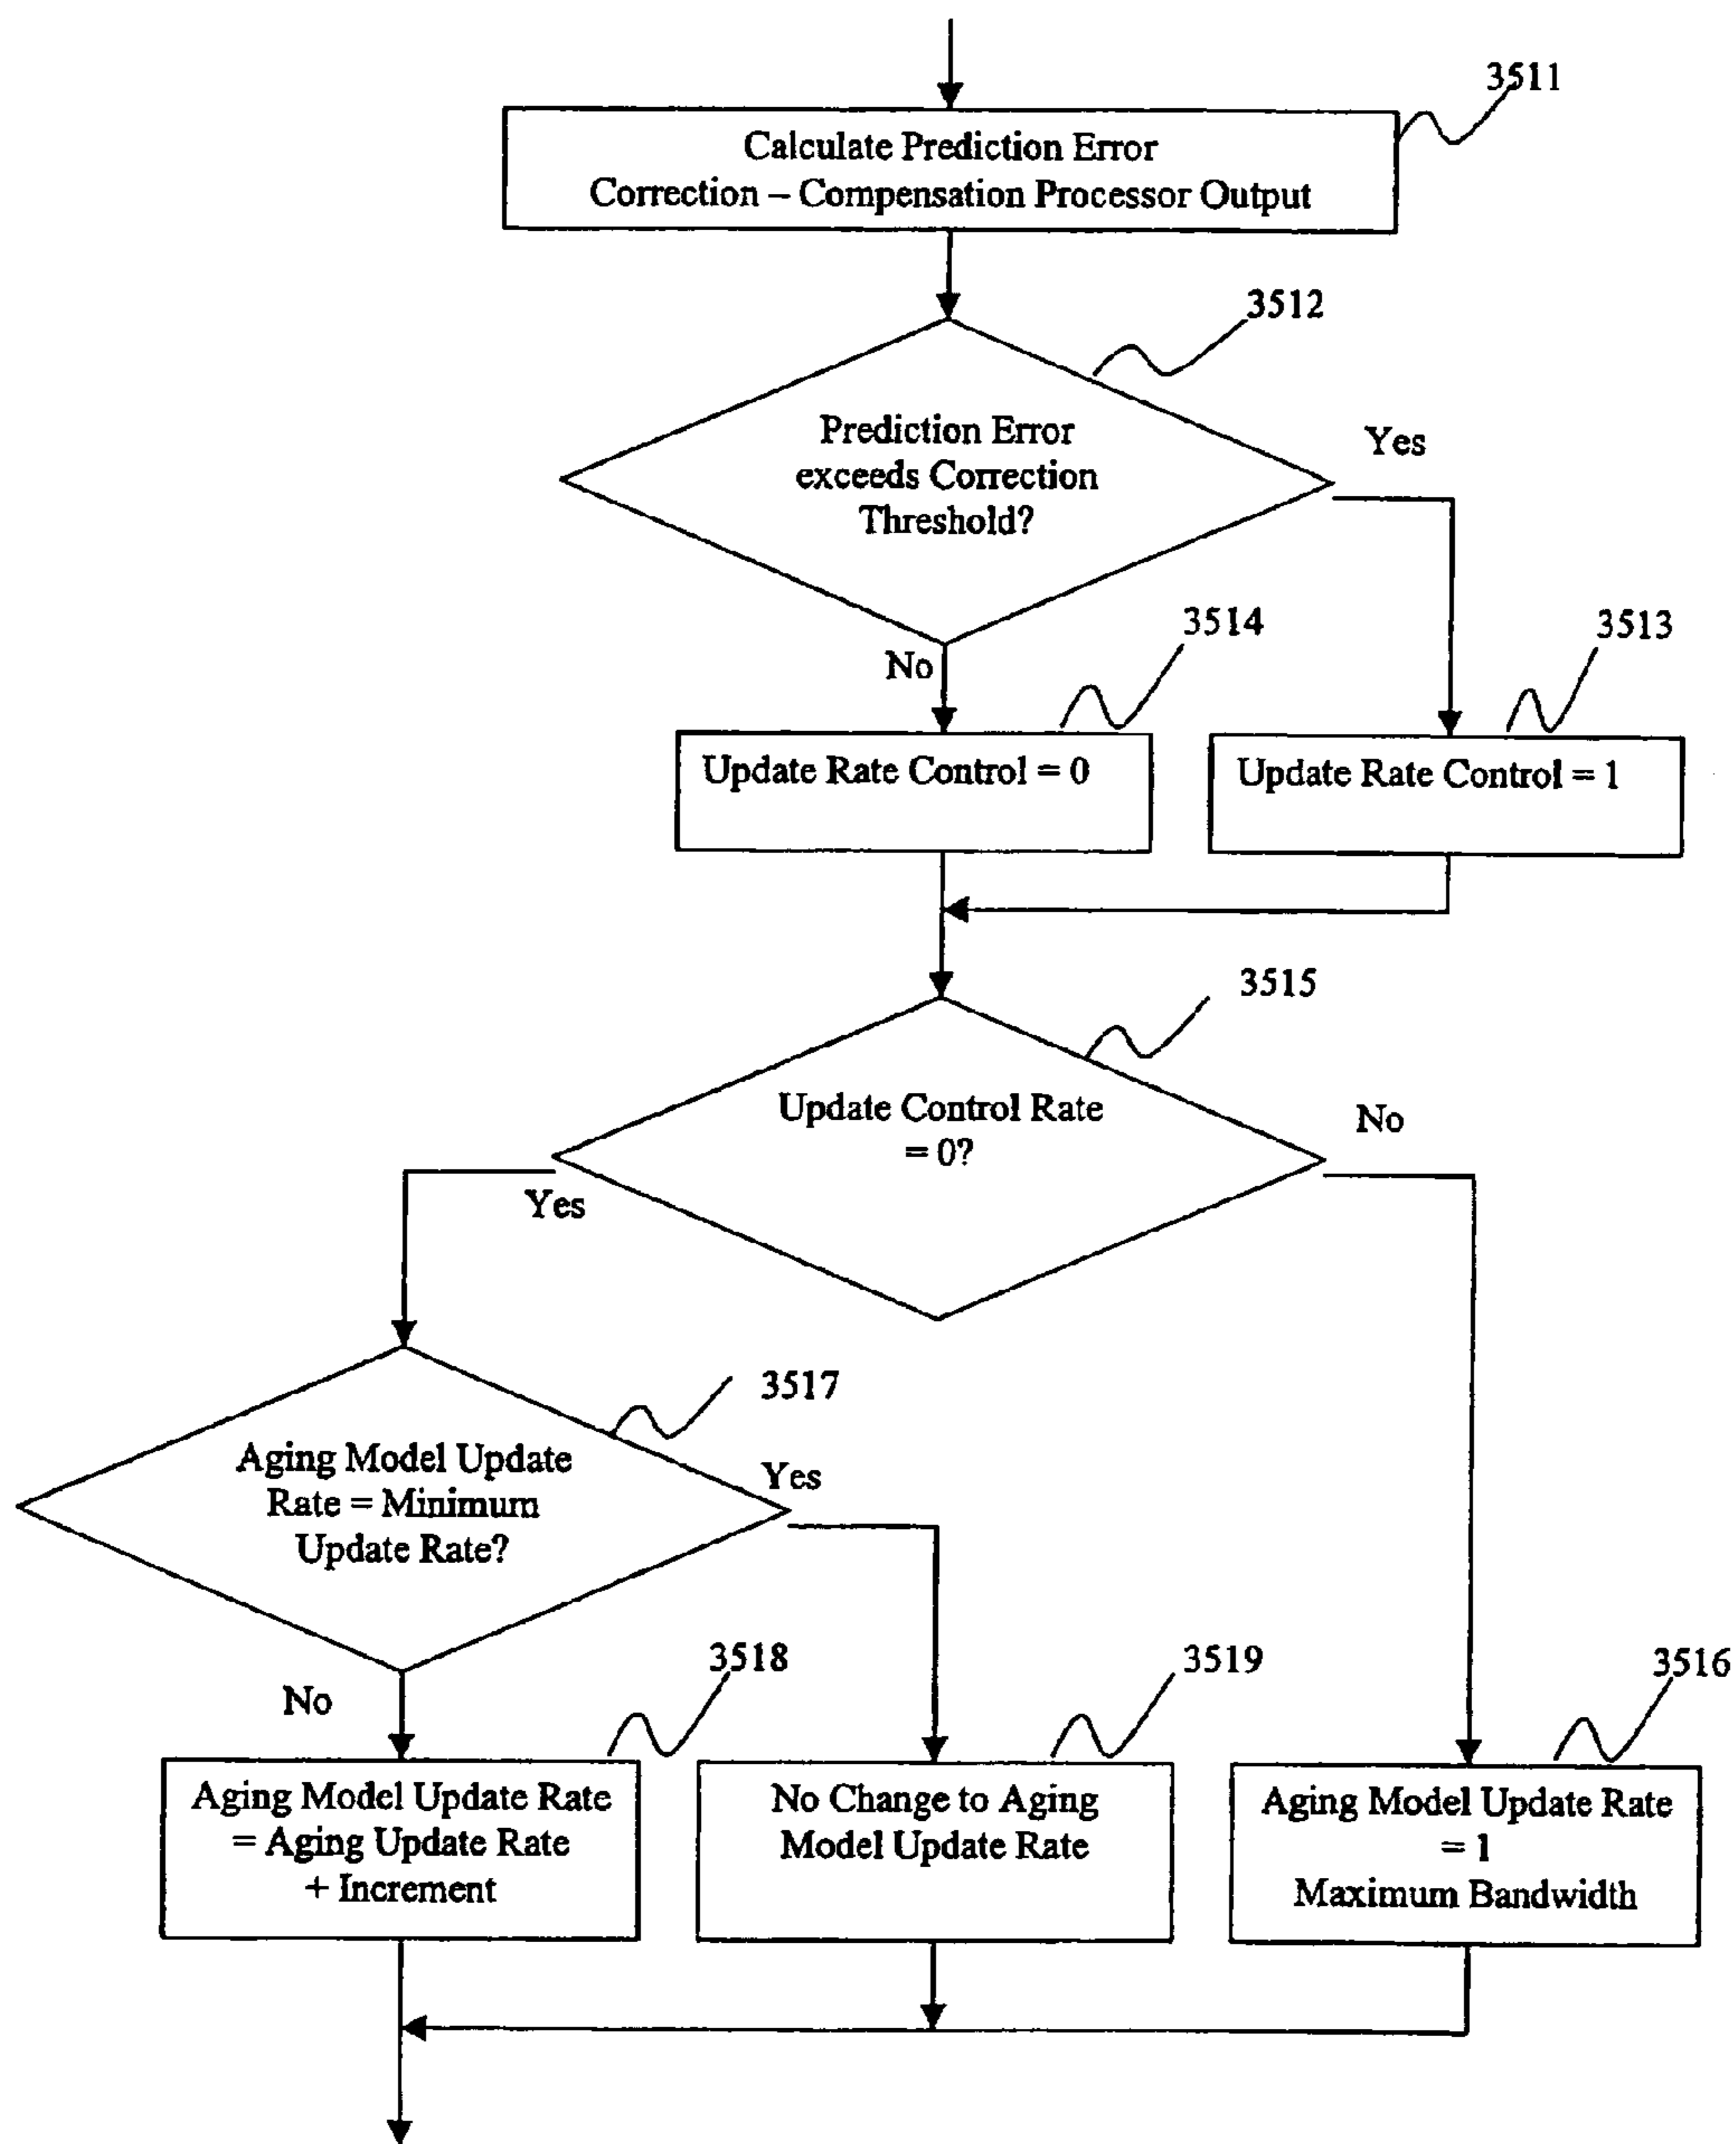 3511
Calculate Prediction Error
Correction – Compensation Processor Output
3512
Prediction Error
exceeds Correction
Threshold?
Yes
No
3514
3513
Update Rate Control = 0
Update Rate Control = 1
3515
Update Control Rate
= 0?
No
Yes
3517
Aging Model Update
Rate = Minimum
Update Rate?
Yes
No
3518
3519
3516
Aging Model Update Rate
= Aging Update Rate
+ Increment
No Change to Aging
Model Update Rate
Aging Model Update Rate
= 1
Maximum Bandwidth